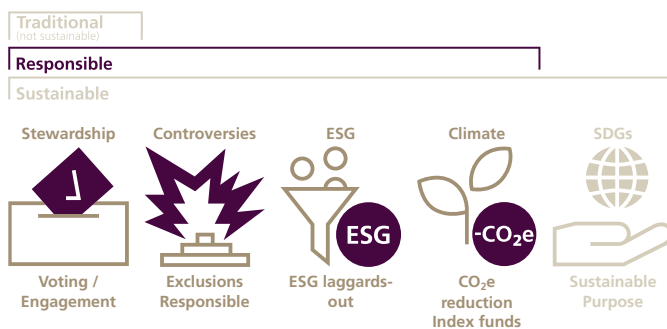 Traditional
(not sustainable)
Responsible
Sustainable
Stewardship
Controversies
ESG
Climate
SDGs
ESG
-CO₂e
Voting /
Engagement
Exclusions
Responsible
ESG laggards-
out
CO₂e
reduction
Index funds
Sustainable
Purpose